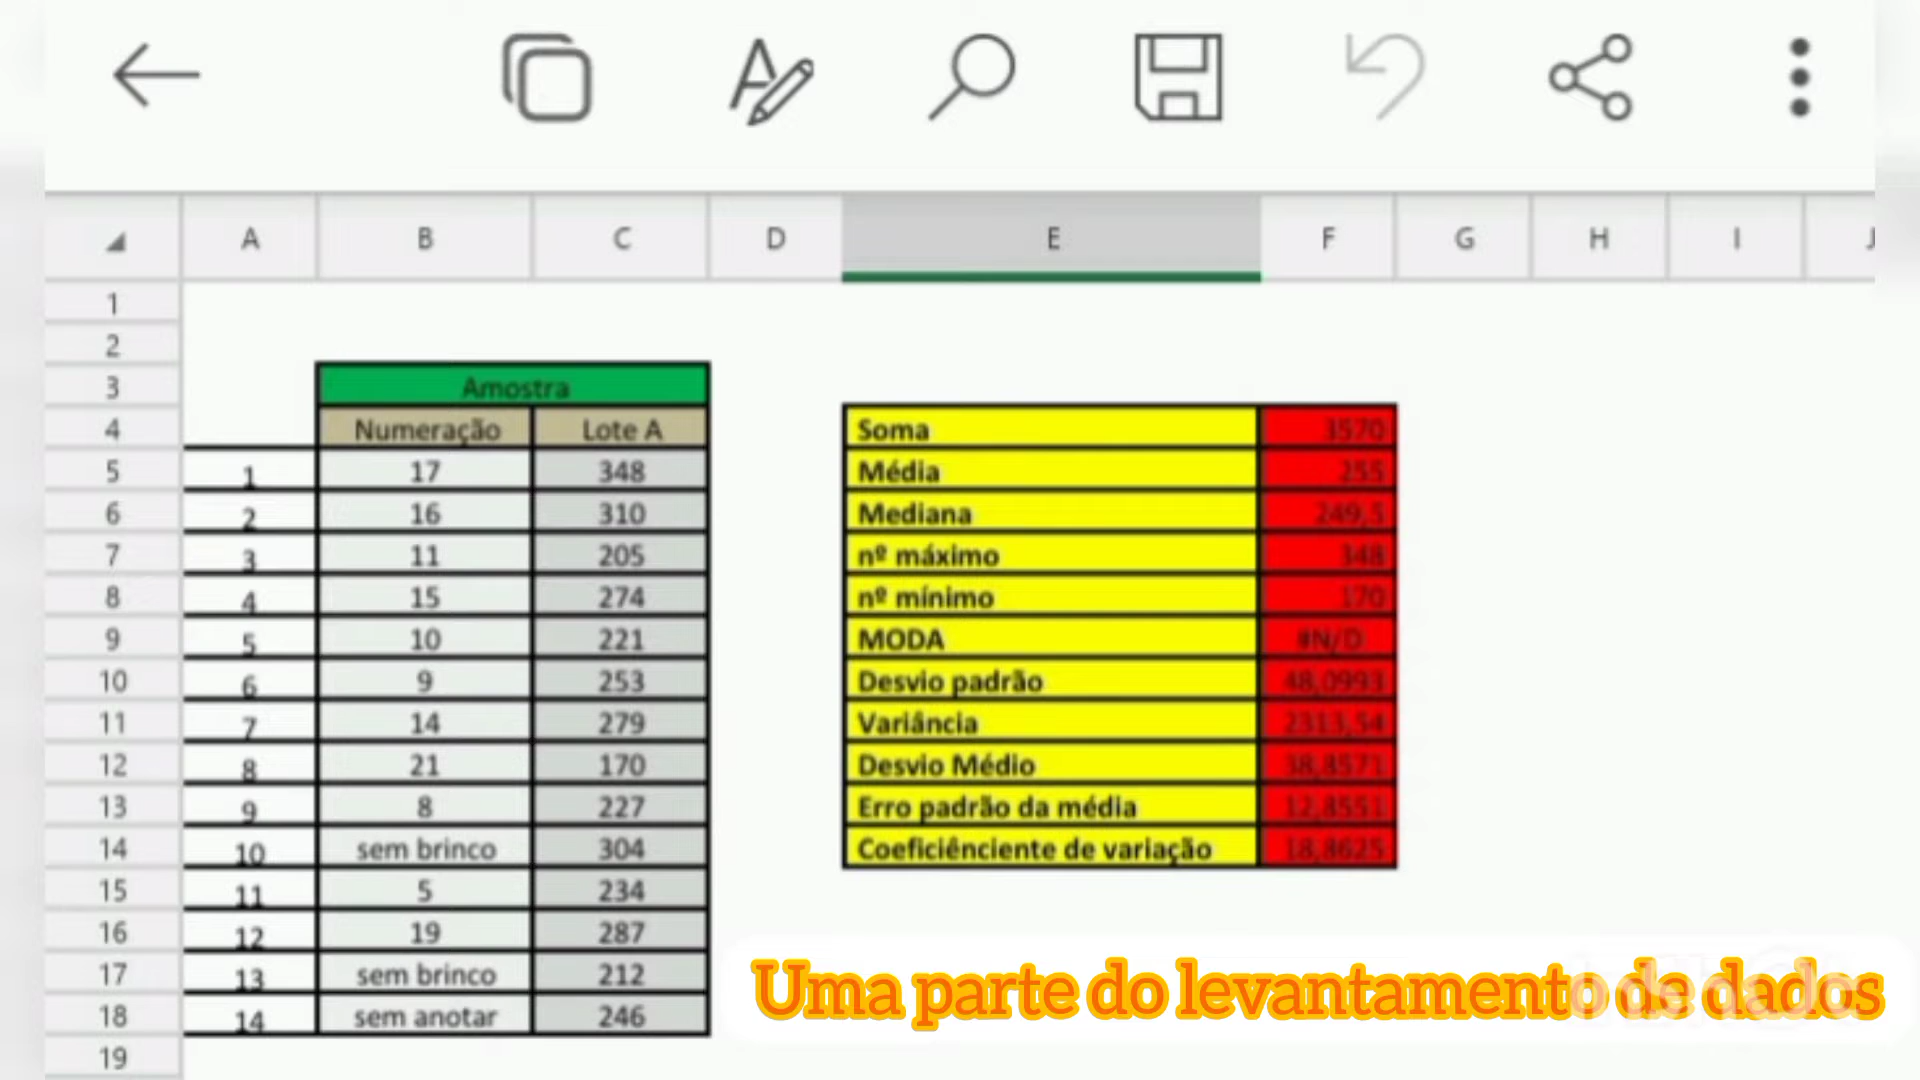 A B C D E F G H I J
1
2
3 Amostra
4 Numeração Lote A Soma 3570
5 1 17 348 Média 255
6 2 16 310 Mediana 249,5
7 3 11 205 nº máximo 348
8 4 15 274 nº mínimo 170
9 5 10 221 MODA #N/D
10 6 9 253 Desvio padrão 48,0993
11 7 14 279 Variância 2313,54
12 8 21 170 Desvio Médio 38,8571
13 9 8 227 Erro padrão da média 12,8551
14 10 sem brinco 304 Coeficiênciente de variação 18,8625
15 11 5 234
16 12 19 287
17 13 sem brinco 212
18 14 sem anotar 246
19
Uma parte do levantamento de dados